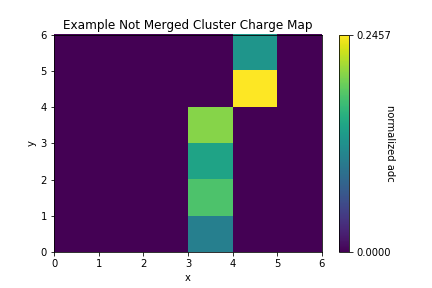 Example Not Merged Cluster Charge Map
6
5
4
3
2
1
0
y
0 1 2 3 4 5 6
x
0.2457
0.0000
normalized adc